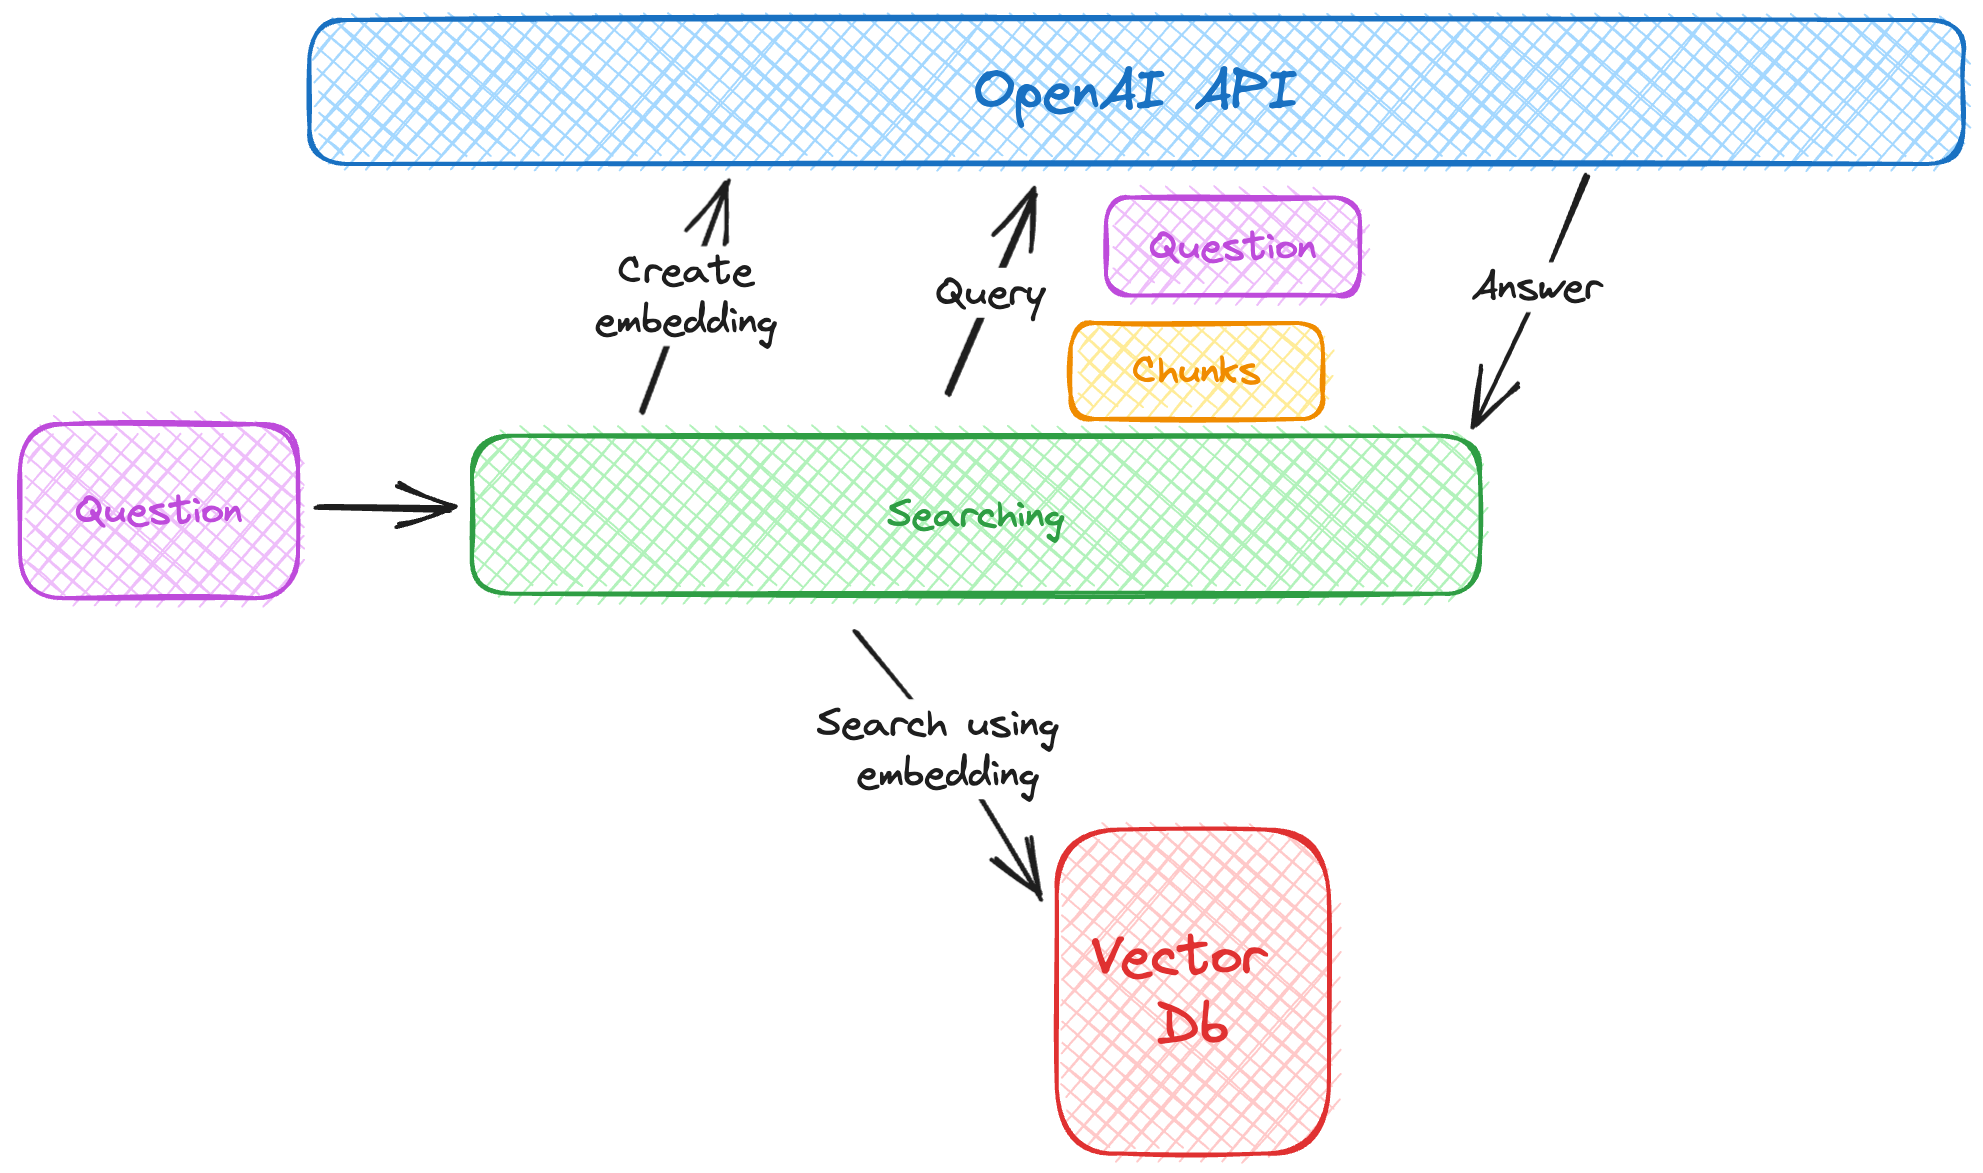 OpenAI API
Create
embedding
Query
Question
Answer
Chunks
Question
Searching
Search using
embedding
Vector
Db